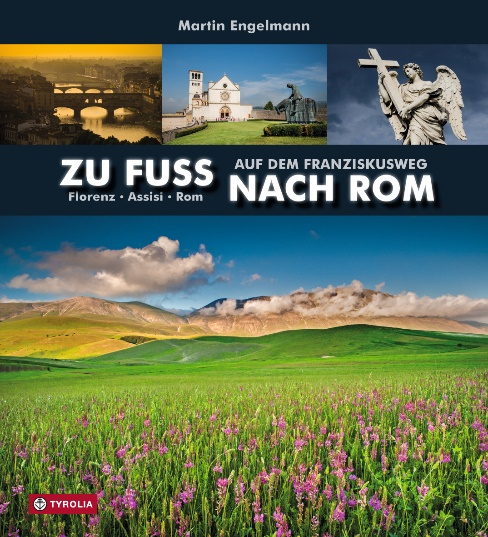 Martin Engelmann
ZU FUSS AUF DEM FRANZISKUSWEG
NACH ROM
Florenz · Assisi · Rom
TYROLIA